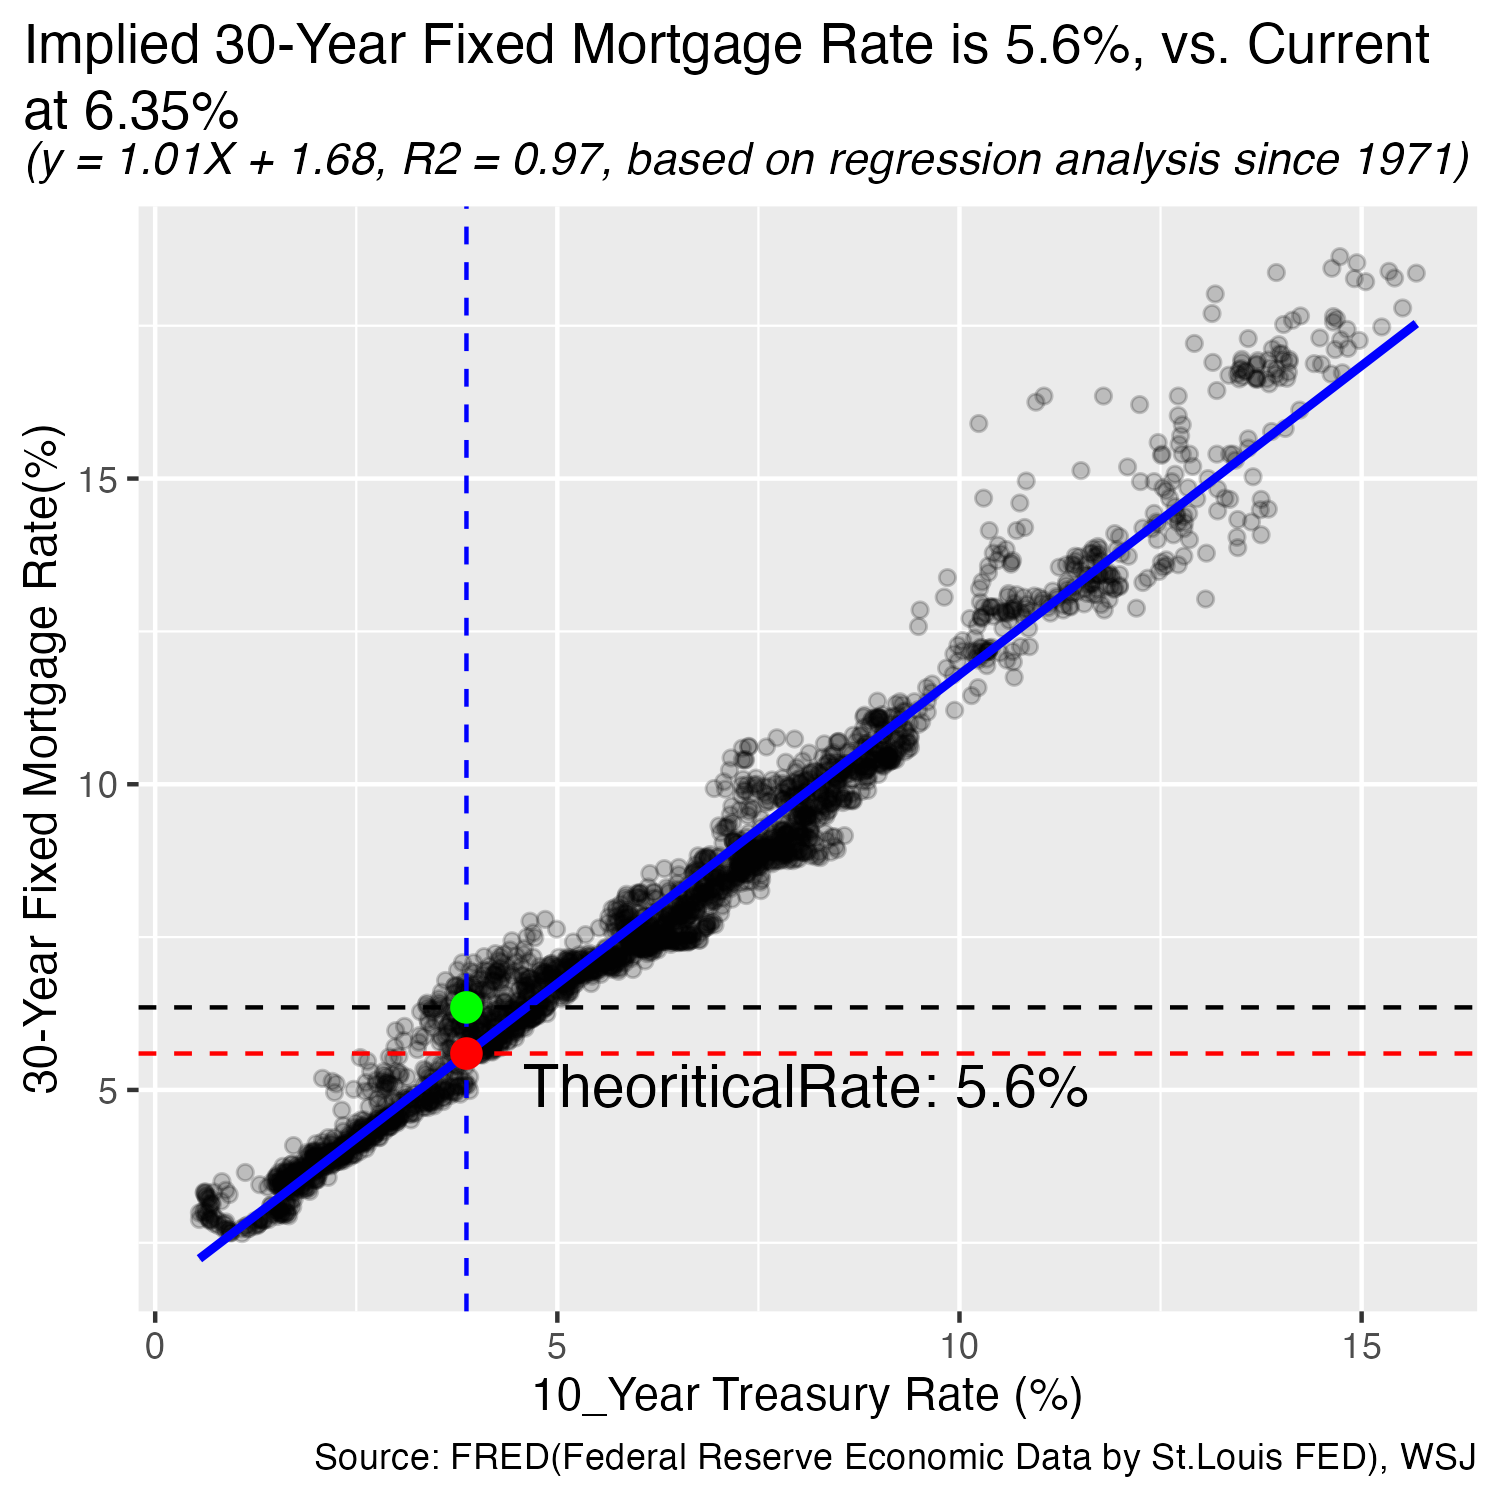 Implied 30-Year Fixed Mortgage Rate is 5.6%, vs. Current
at 6.35%
(y = 1.01X + 1.68, R2 = 0.97, based on regression analysis since 1971)
30-Year Fixed Mortgage Rate(%)
15
10
5
TheoriticalRate: 5.6%
0
5
10
15
10_Year Treasury Rate (%)
Source: FRED(Federal Reserve Economic Data by St.Louis FED), WSJ